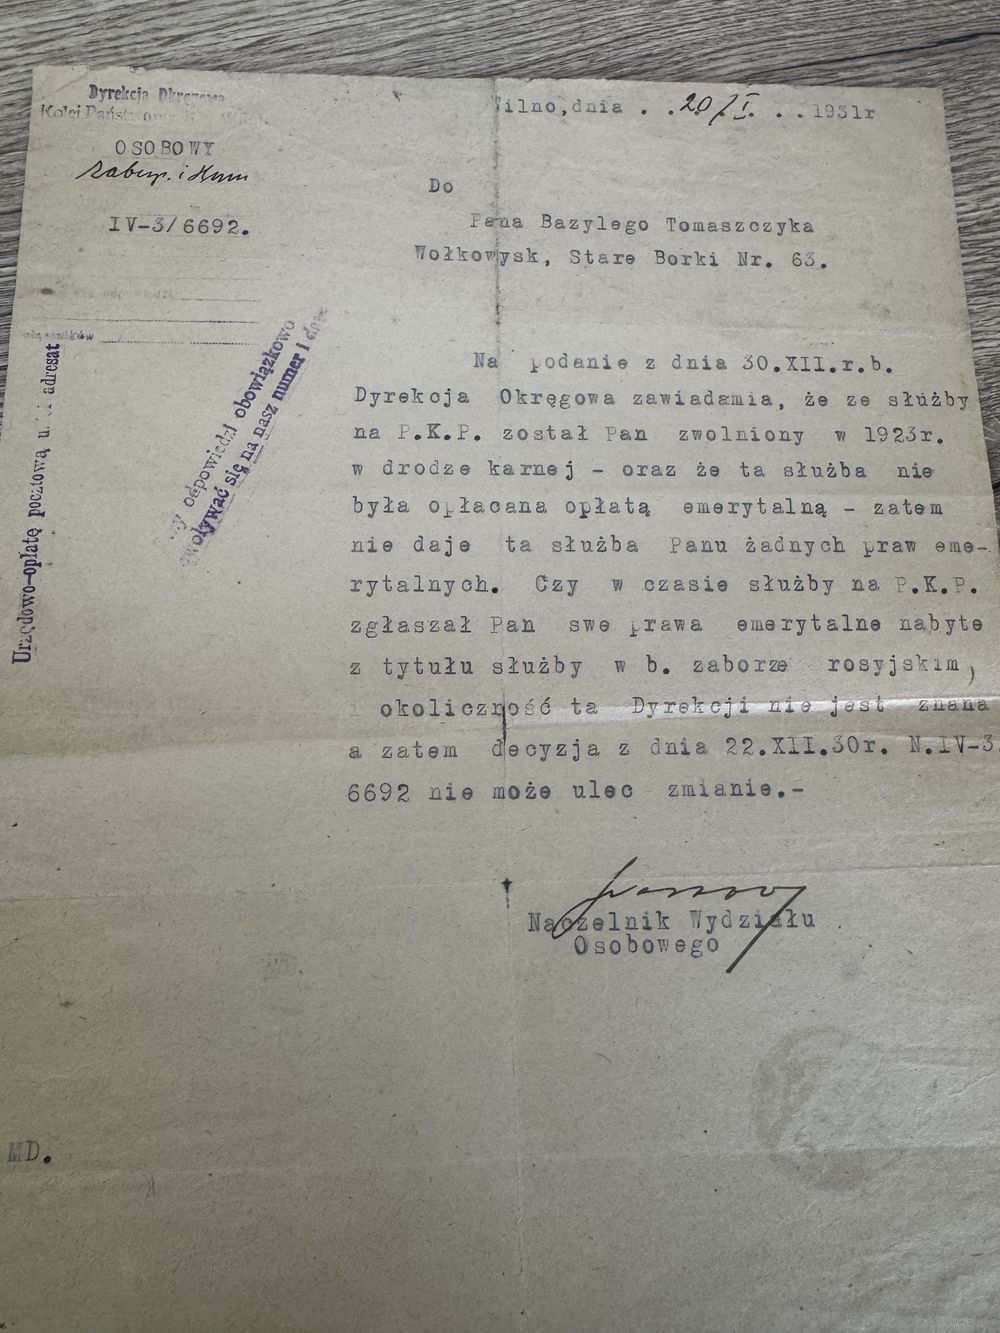 Dyrekcja Okręgowa
Kolei Państwowych
OSOBOWY
IV-3/6692.
Wilno, dnia . . 20/I. . . 1931r
Do
Pana Bazylego Tomaszczyka
Wołkowysk, Stare Borki Nr. 63.
Urzędowo-opłatę pocztową adresat
odpowiedzi obowiązkowo
powoływać się na nasz numer i datę
Na podanie z dnia 30.XII.r.b.
Dyrekcja Okręgowa zawiadamia, że ze służby
na P.K.P. został Pan zwolniony w 1923r.
w drodze karnej - oraz że ta służba nie
była opłacana opłatą emerytalną - zatem
nie daje ta służba Panu żadnych praw eme-
rytalnych. Czy w czasie służby na P.K.P.
zgłaszał Pan swe prawa emerytalne nabyte
z tytułu służby w b. zaborze rosyjskim,
i okoliczność ta Dyrekcji nie jest znana
a zatem decyzja z dnia 22.XII.30r. N.IV-3
6692 nie może ulec zmianie.-
Naczelnik Wydziału
Osobowego
MD.